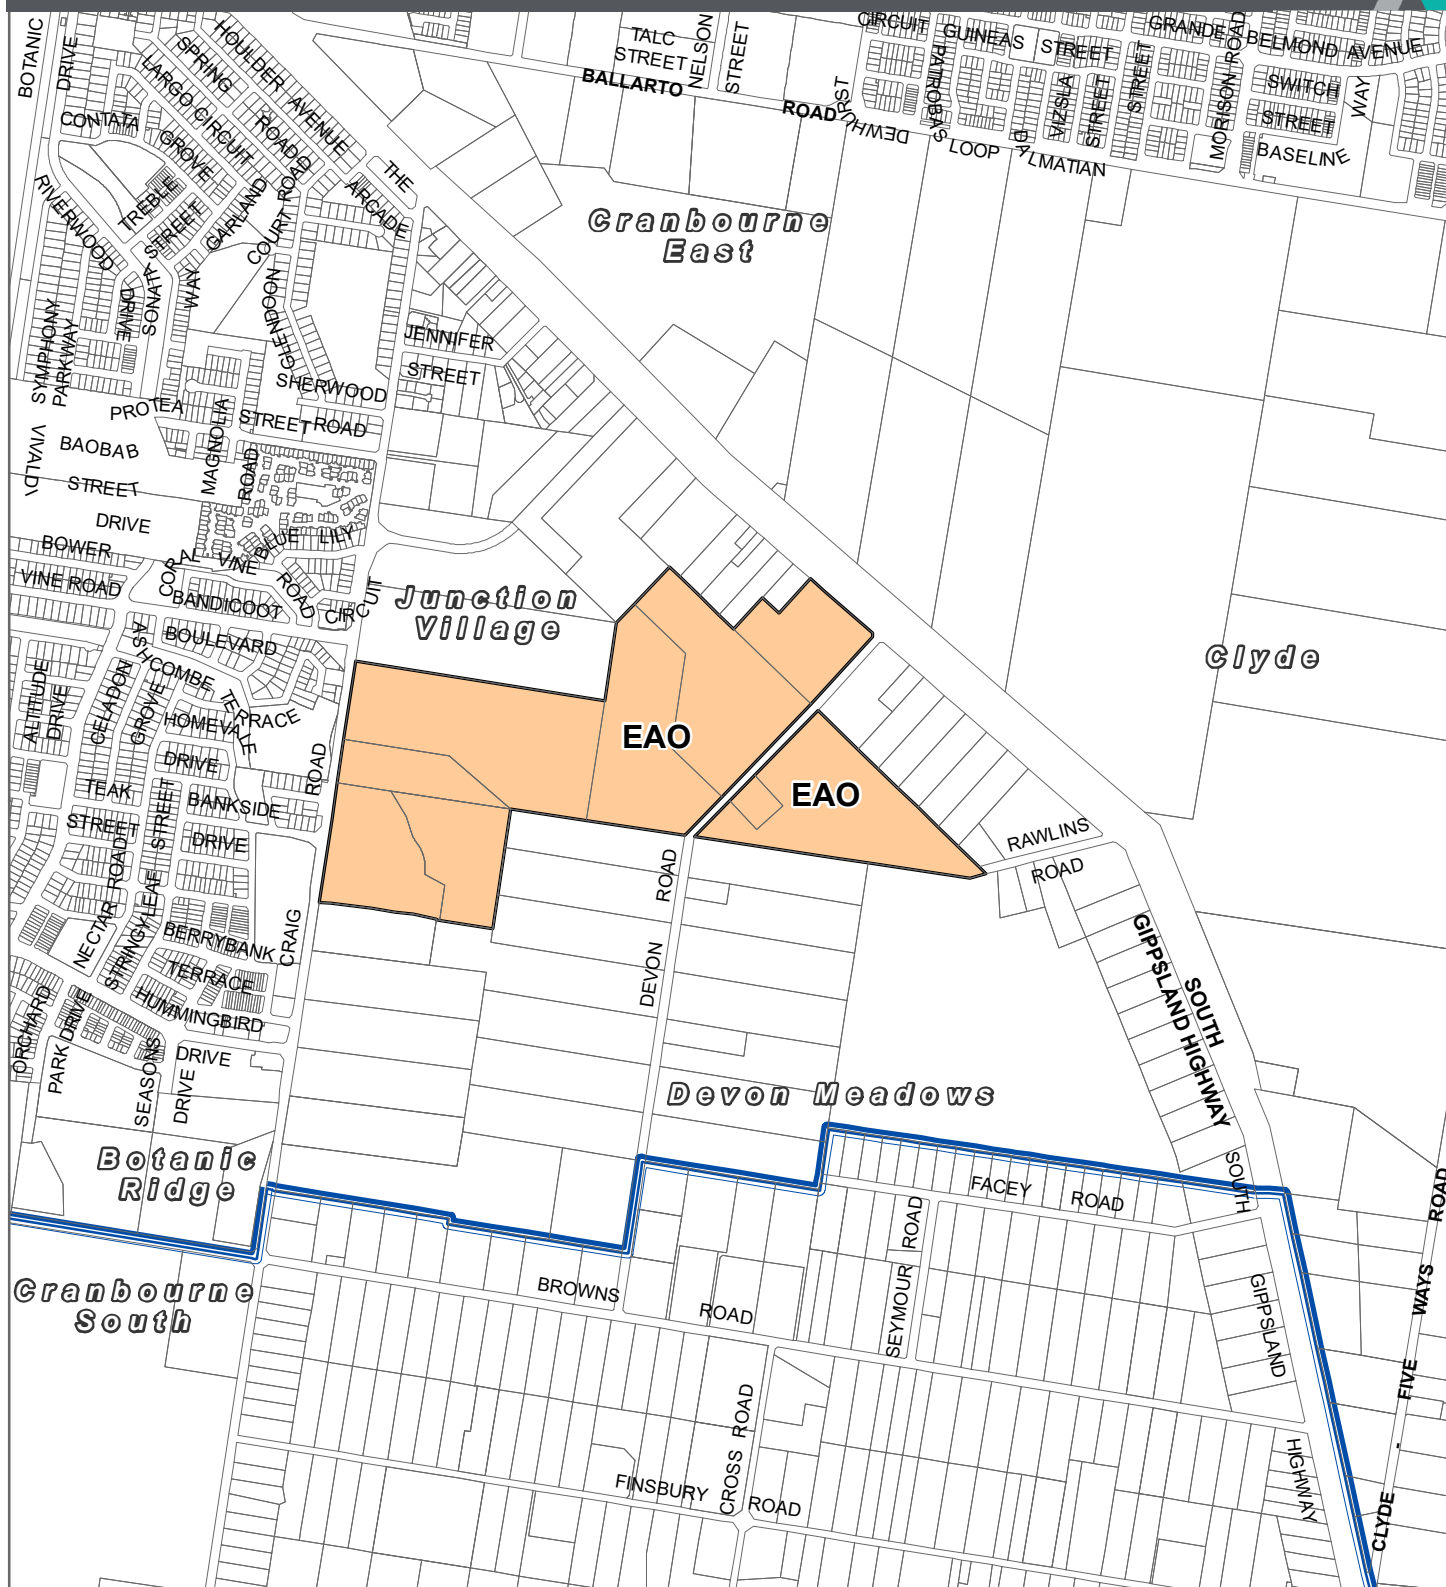 BOTANIC
DRIVE
HOULDER AVENUE
SPRING
ROAD
LARGO CIRCUIT
CONTATA
GROVE
THE
ARCADE
TALC
STREET
NELSON
STREET
BALLARTO
ROAD
CIRCUIT
GUINEAS
STREET
PATROBAS
DEWHURST
LOOP
VIZSLA
STREET
STREET
DALMATIAN
GRANDE
BELMOND AVENUE
MORISON ROAD
SWITCH
STREET
WAY
BASELINE
RIVERWOOD
DRIVE
TREBLE
STREET
SONATA
GARLAND
WAY
COURT
ROAD
GLENDOON
Cranbourne
East
SYMPHONY
PARKWAY
JENNIFER
STREET
SHERWOOD
ROAD
PROTEA
STREET
MAGNOLIA
ROAD
BAOBAB
STREET
DRIVE
BOWER
VINE ROAD
CORAL
VINE
ROAD
BLUE
LILY
CIRCUIT
BANDICOOT
BOULEVARD
Junction
Village
Clyde
ASHCOMBE
TERRACE
ALTITUDE
DRIVE
CELADON
GROVE
HOMEVALE
DRIVE
ROAD
EAO
EAO
TEAK
STREET
STREET
BANKSIDE
DRIVE
RAWLINS
ROAD
ROAD
NECTAR
ROAD
STRINGYLEAF
BERRYBANK
TERRACE
CRAIG
DEVON
HUMMINGBIRD
DRIVE
ORCHARD
PARK
DRIVE
SEASONS
DRIVE
SOUTH
GIPPSLAND HIGHWAY
Devon Meadows
Botanic
Ridge
FACEY
ROAD
SOUTH
ROAD
SEYMOUR
ROAD
WAYS
Cranbourne
South
BROWNS
ROAD
GIPPSLAND
FIVE
CROSS
ROAD
HIGHWAY
CLYDE
FINSBURY
ROAD